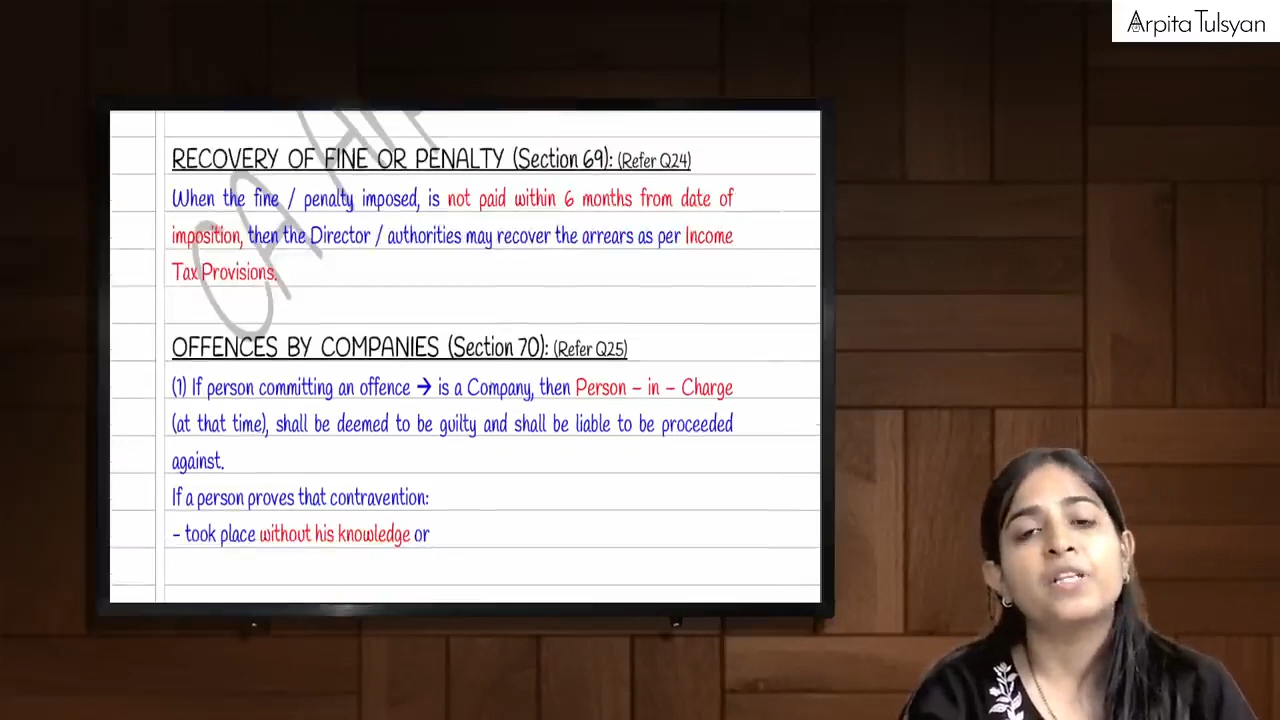 Arpita Tulsyan
RECOVERY OF FINE OR PENALTY (Section 69): (Refer Q24)
When the fine / penalty imposed, is not paid within 6 months from date of
imposition, then the Director / authorities may recover the arrears as per Income
Tax Provisions.
OFFENCES BY COMPANIES (Section 70): (Refer Q25)
(1) If person committing an offence → is a Company, then Person – in – Charge
(at that time), shall be deemed to be guilty and shall be liable to be proceeded
against.
If a person proves that contravention:
- took place without his knowledge or
CA